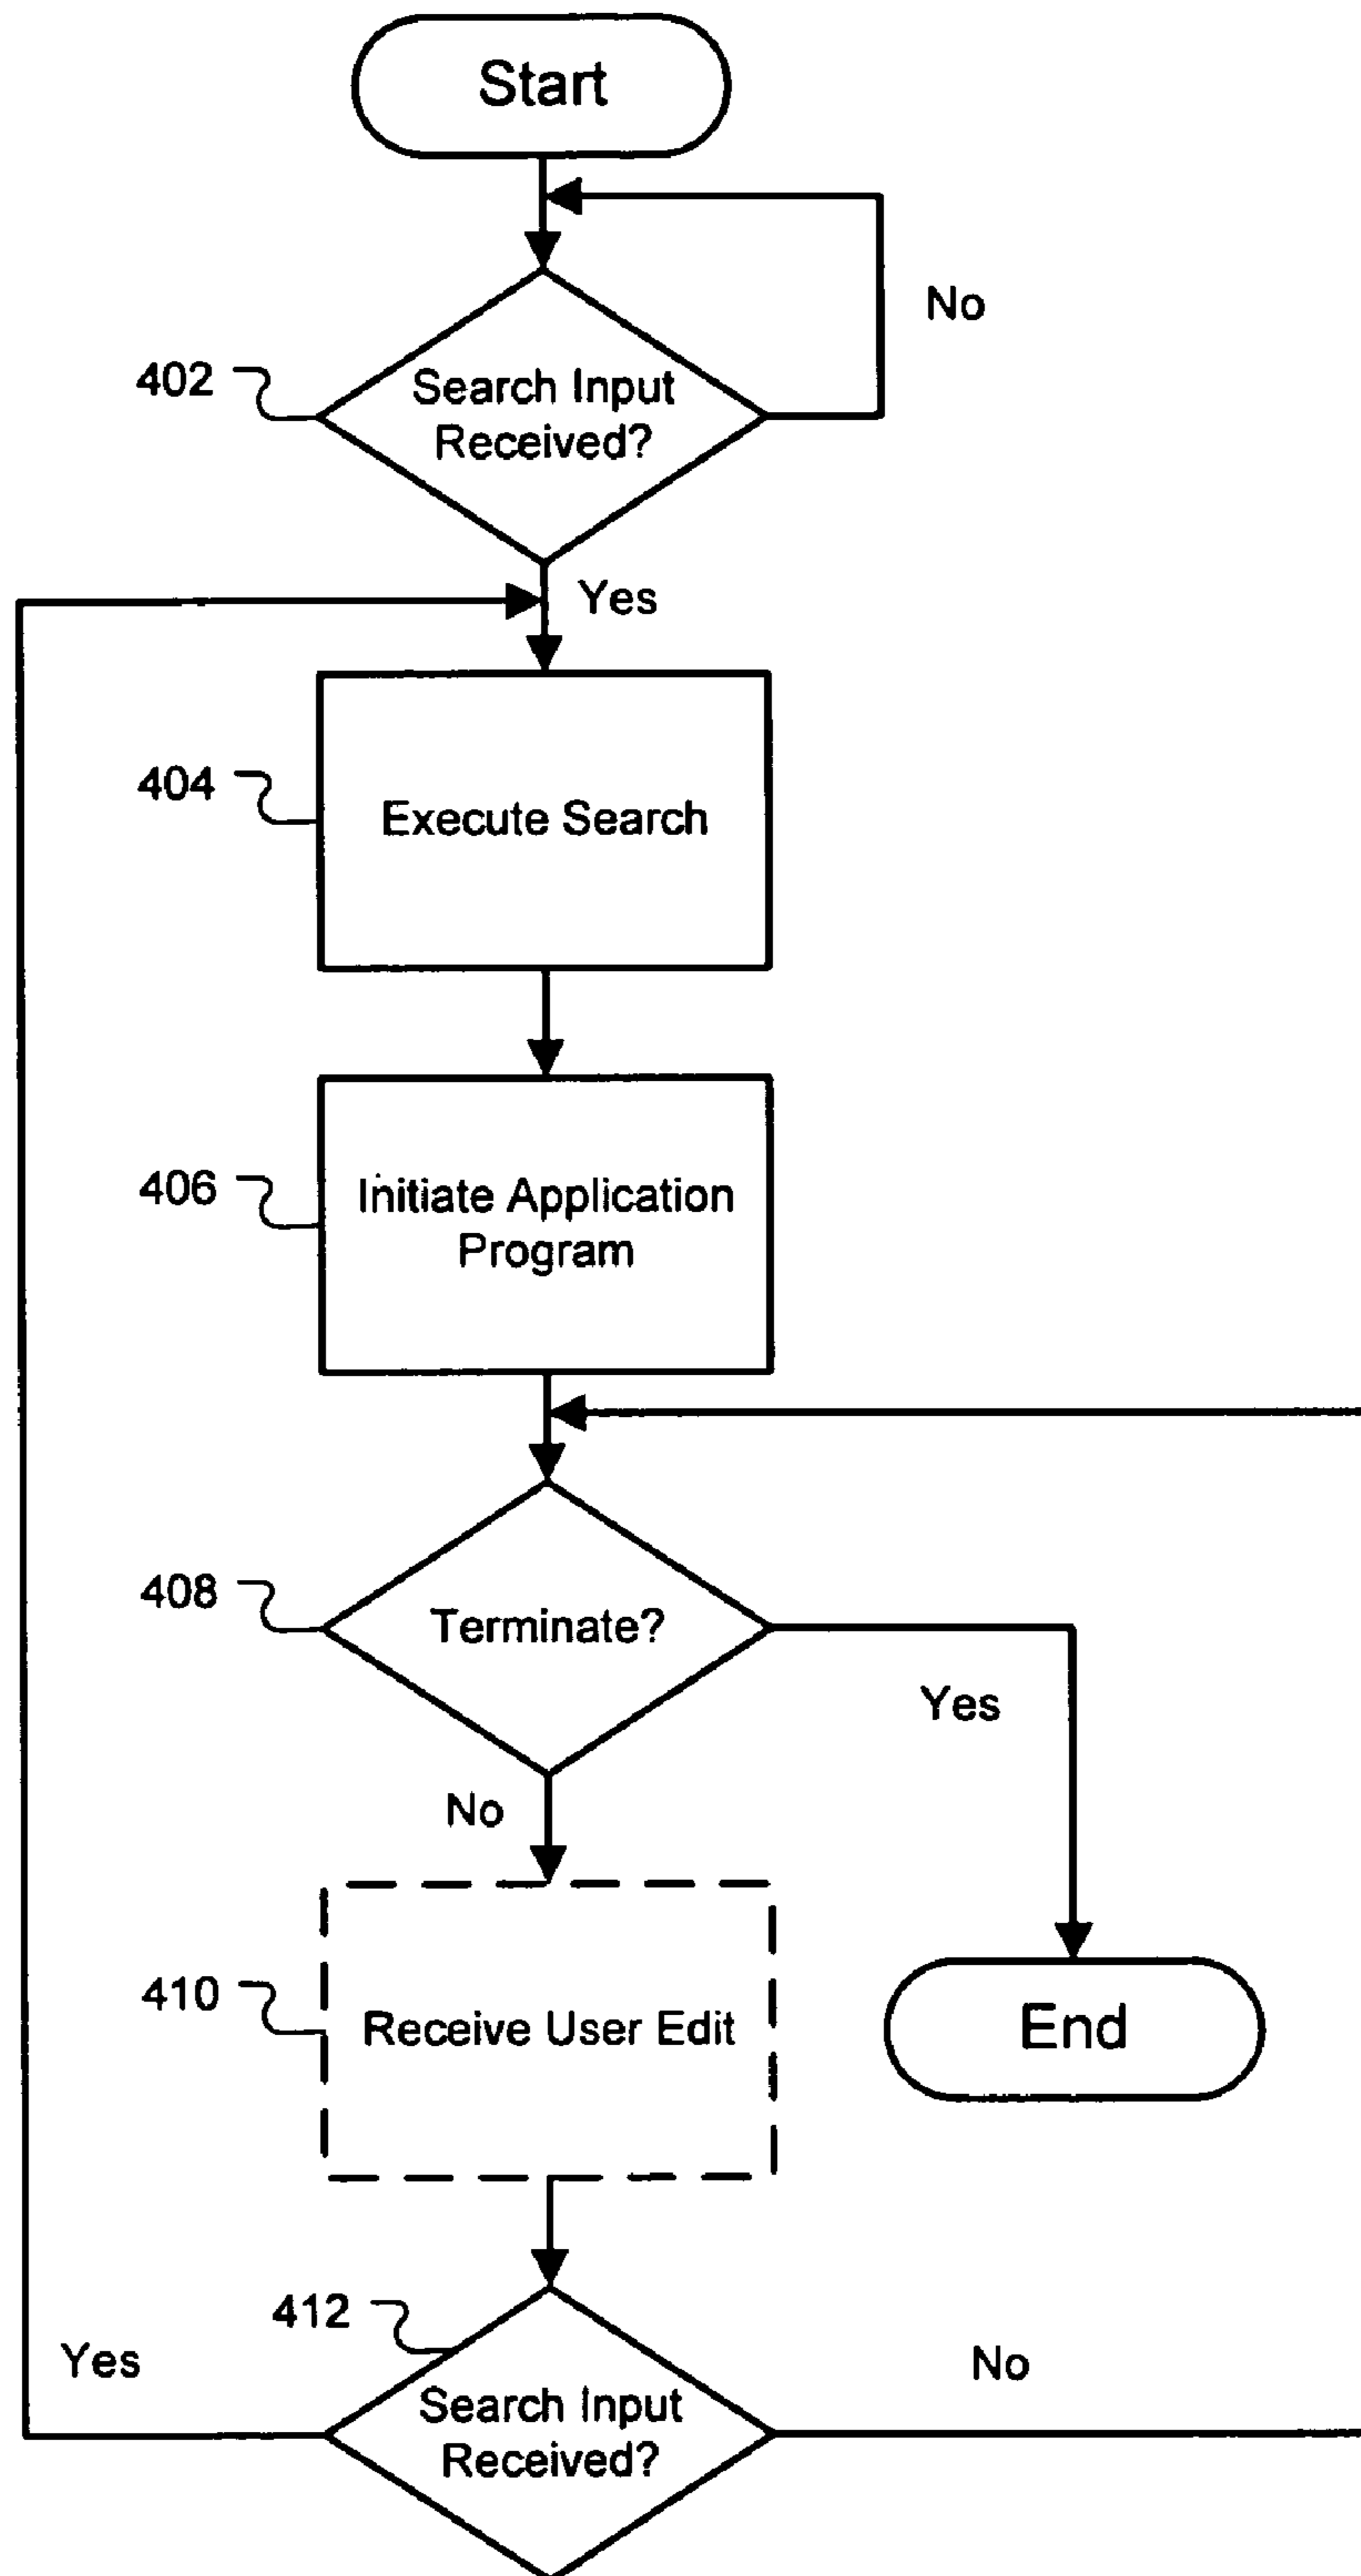 Start
No
402
Search Input
Received?
Yes
404
Execute Search
406
Initiate Application
Program
408
Terminate?
Yes
No
410
Receive User Edit
End
412
Yes
No
Search Input
Received?